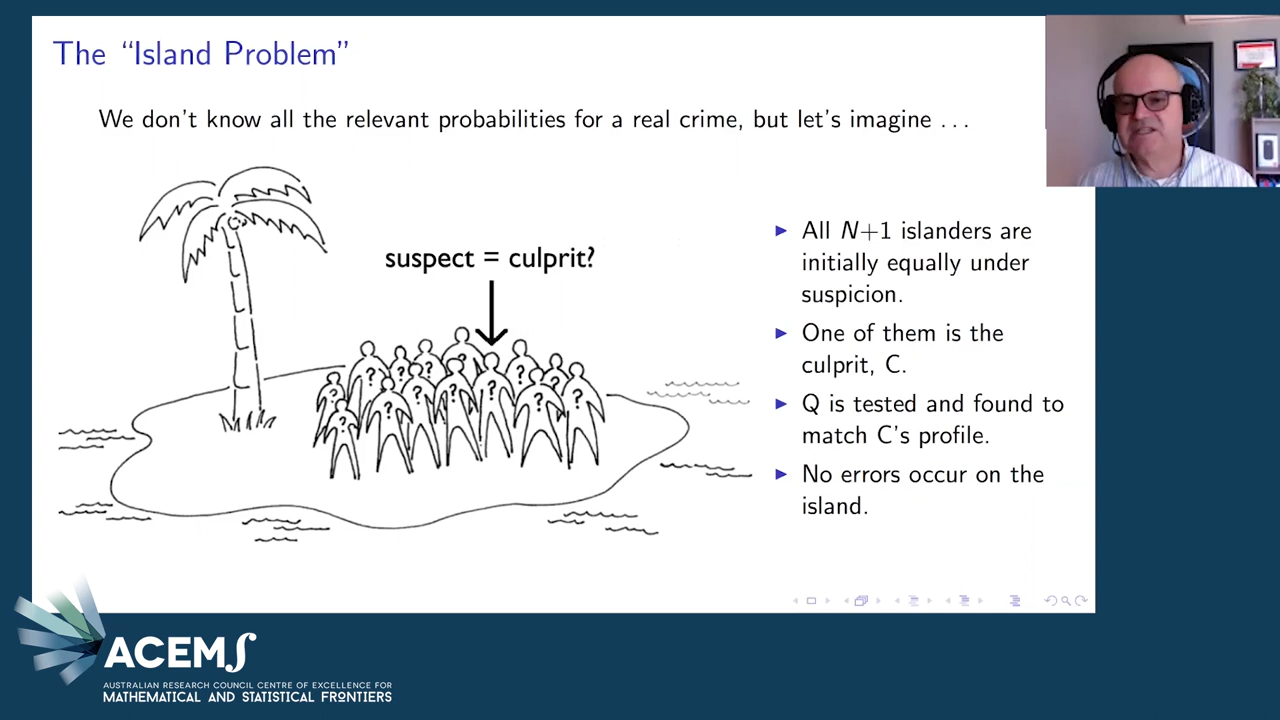 The “Island Problem”
We don't know all the relevant probabilities for a real crime, but let's imagine ...
suspect = culprit?
? ? ? ? ? ? ? ? ? ? ? ?
▶ All N+1 islanders are
initially equally under
suspicion.
▶ One of them is the
culprit, C.
▶ Q is tested and found to
match C's profile.
▶ No errors occur on the
island.
ACEMS
AUSTRALIAN RESEARCH COUNCIL CENTRE OF EXCELLENCE FOR
MATHEMATICAL AND STATISTICAL FRONTIERS